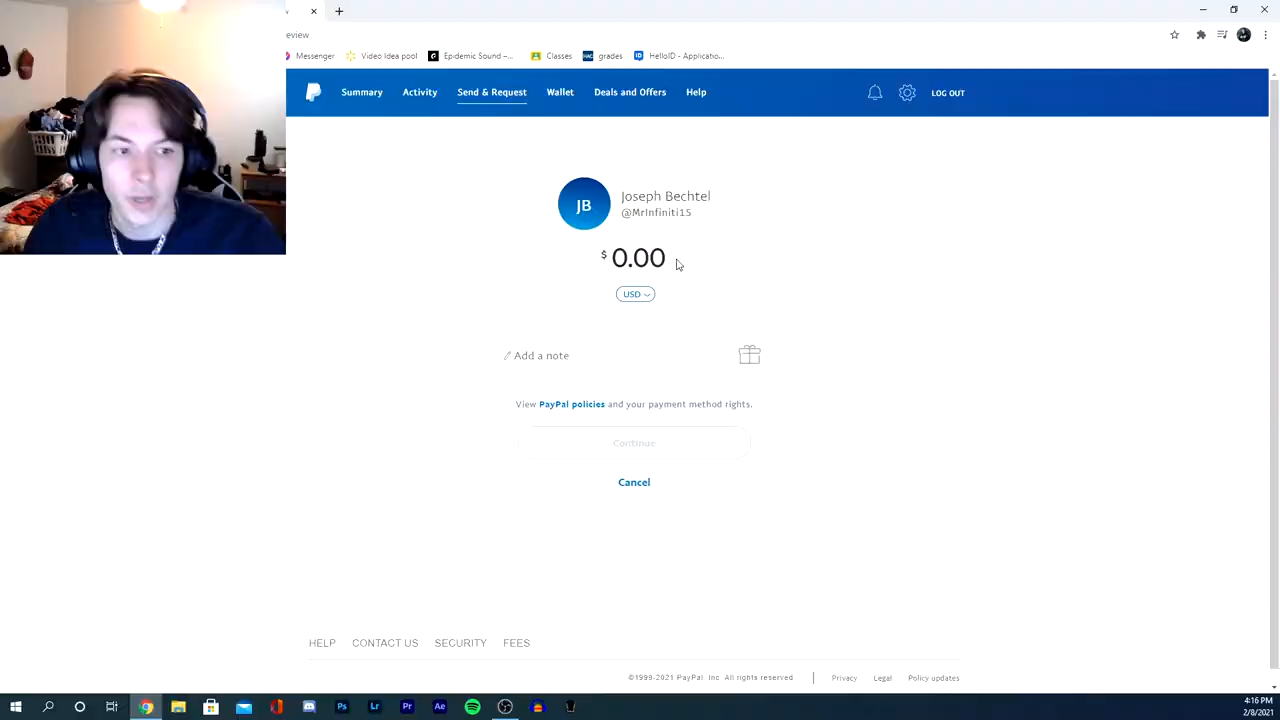 eview
Messenger Video Idea pool Epidemic Sound -... Classes grades HelloID - Applicatio...
Summary Activity Send & Request Wallet Deals and Offers Help LOG OUT
JB
Joseph Bechtel
@MrInfiniti15
$ 0.00
USD
Add a note
View PayPal policies and your payment method rights.
Continue
Cancel
HELP CONTACT US SECURITY FEES
©1999-2021 PayPal, Inc. All rights reserved. | Privacy Legal Policy updates
4:16 PM
2/8/2021